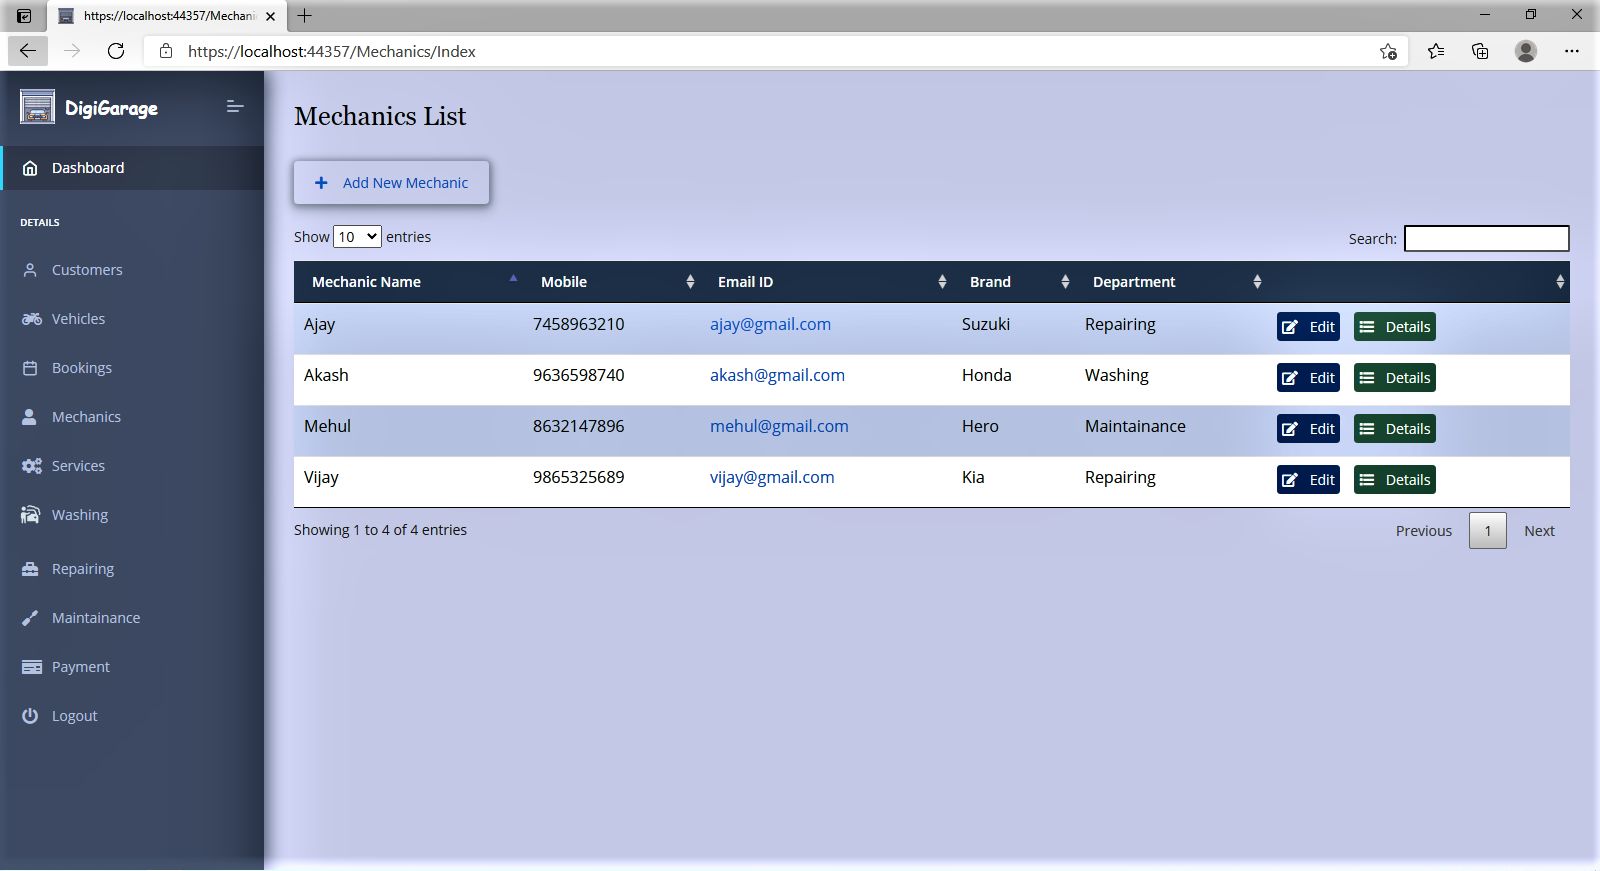 https://localhost:44357/Mechani
https://localhost:44357/Mechanics/Index
DigiGarage
Dashboard
DETAILS
Customers
Vehicles
Bookings
Mechanics
Services
Washing
Repairing
Maintainance
Payment
Logout
Mechanics List
Add New Mechanic
Show 10 entries
Search:
Mechanic Name Mobile Email ID Brand Department
Ajay 7458963210 ajay@gmail.com Suzuki Repairing Edit Details
Akash 9636598740 akash@gmail.com Honda Washing Edit Details
Mehul 8632147896 mehul@gmail.com Hero Maintainance Edit Details
Vijay 9865325689 vijay@gmail.com Kia Repairing Edit Details
Showing 1 to 4 of 4 entries
Previous 1 Next